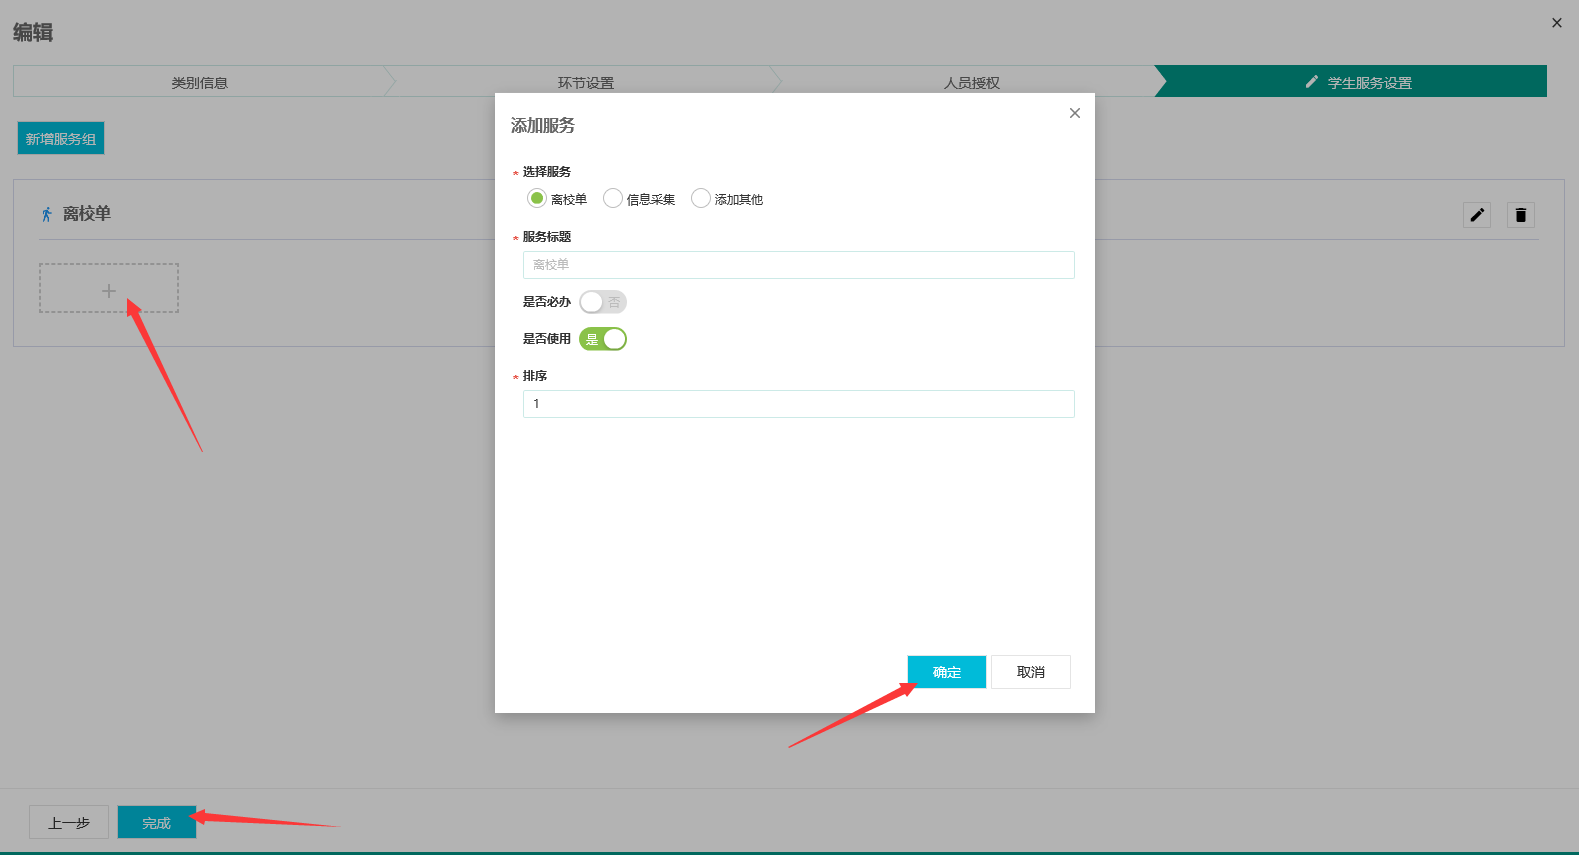 编辑
类别信息
环节设置
人员授权
学生服务设置
新增服务组
离校单
添加服务
* 选择服务
离校单
信息采集
添加其他
* 服务标题
离校单
是否必办
否
是否使用
是
* 排序
1
确定
取消
上一步
完成